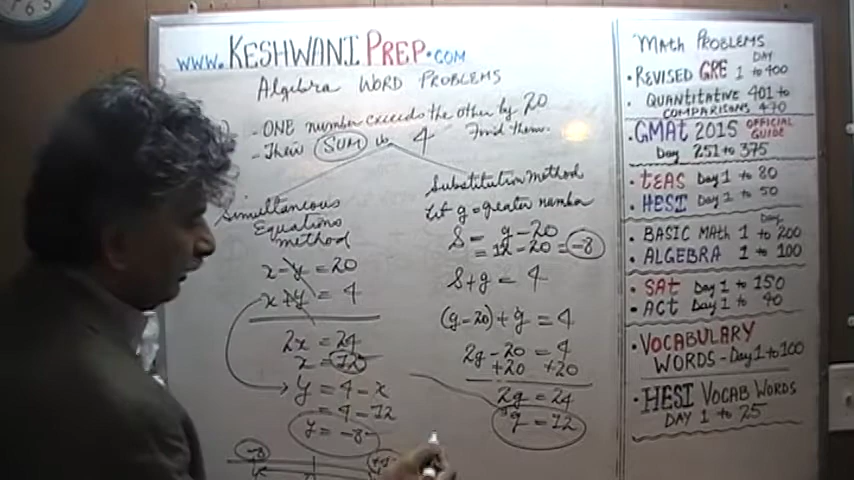 www.KESHWANIPREP.COM
Algebra WORD PROBLEMS
- ONE number exceeds the other by 20
- Their SUM is 4 Find them.
Simultaneous
Equations
method
x - y = 20
x + y = 4
2x = 24
x = 12
y = 4 - x
= 4 - 12
y = -8
-8
Substitution method
Let g = greater number
S = g - 20
= 12 - 20 = -8
S + g = 4
(g - 20) + g = 4
2g - 20 = 4
+20 +20
2g = 24
g = 12
Math PROBLEMS
DAY
• REVISED GRE 1 to 400
• QUANTITATIVE 401 to
COMPARISONS 470
• GMAt 2015 OFFICIAL GUIDE
Day 251 to 375
• tEAS Day 1 to 80
• HESI Day 1 to 50
Day
• BASIC MAth 1 to 200
• ALGEBRA 1 to 100
• SAt Day 1 to 150
• ACt Day 1 to 40
• VOCABULARY
WORDS - Day 1 to 100
• HESI VOCAB WORDS
DAY 1 to 25